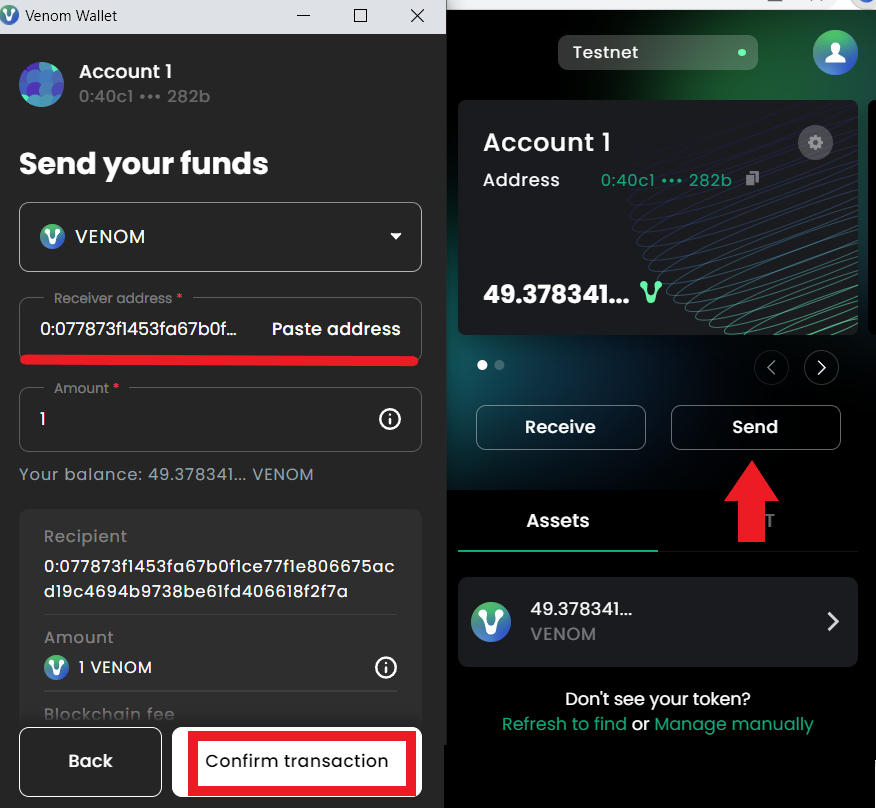 Venom Wallet
Account 1
0:40c1 ••• 282b
Send your funds
VENOM
Receiver address *
0:077873f1453fa67b0f... Paste address
Amount *
1
Your balance: 49.378341... VENOM
Recipient
0:077873f1453fa67b0f1ce77f1e806675ac
d19c4694b9738be61fd406618f2f7a
Amount
1 VENOM
Blockchain fee
Back
Confirm transaction
Testnet
Account 1
Address 0:40c1 ••• 282b
49.378341...
Receive
Send
Assets
49.378341...
VENOM
Don't see your token?
Refresh to find or Manage manually